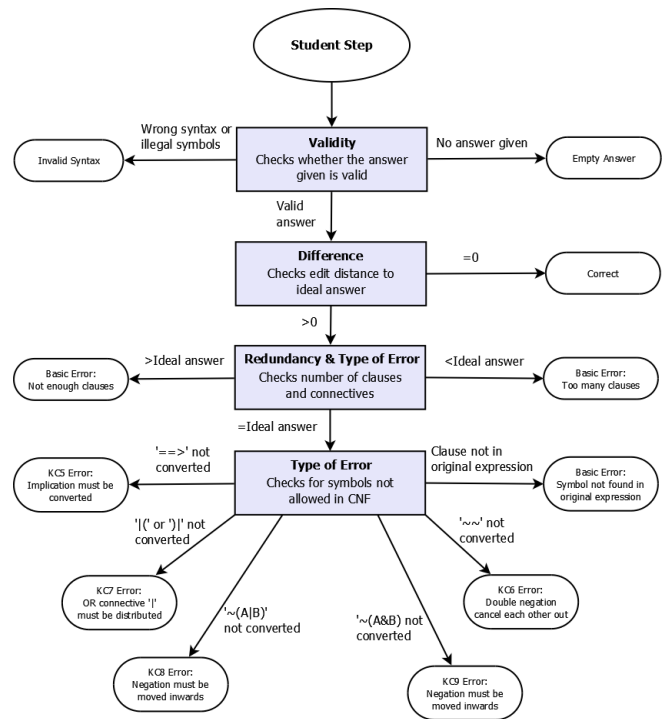 Student Step
Wrong syntax or
illegal symbols
Validity
Checks whether the answer
given is valid
No answer given
Invalid Syntax
Empty Answer
Valid
answer
Difference
Checks edit distance to
ideal answer
=0
Correct
>0
>Ideal answer
Redundancy & Type of Error
Checks number of clauses
and connectives
<Ideal answer
Basic Error:
Not enough clauses
Basic Error:
Too many clauses
=Ideal answer
'==>' not
converted
Type of Error
Checks for symbols not
allowed in CNF
Clause not in
original expression
KC5 Error:
Implication must be
converted
Basic Error:
Symbol not found in
original expression
'|(' or ')|' not
converted
'~~' not
converted
KC7 Error:
OR connective '|'
must be distributed
'~(A|B)'
not converted
'~(A&B) not
converted
KC6 Error:
Double negation
cancel each other out
KC8 Error:
Negation must be
moved inwards
KC9 Error:
Negation must be
moved inwards